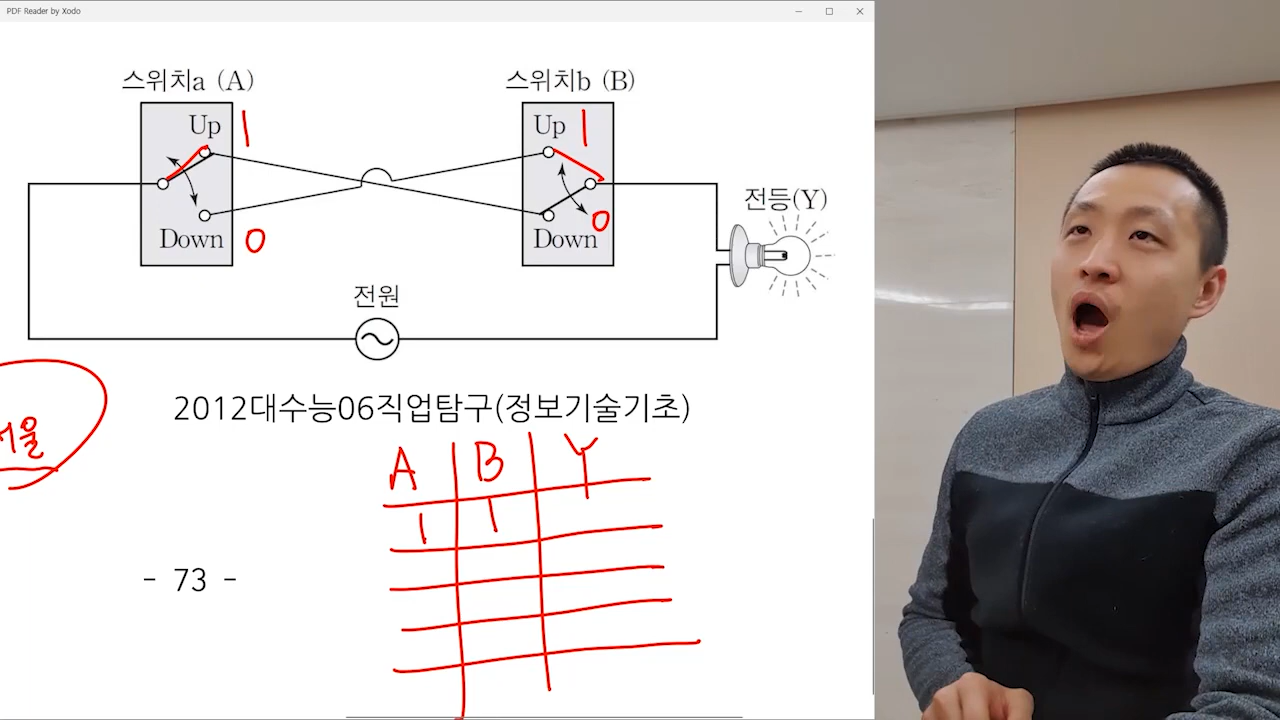 PDF Reader by Xodo
스위치a (A)
스위치b (B)
Up 1
Up 1
Down 0
Down 0
전등(Y)
전원
2012대수능06직업탐구(정보기술기초)
A B Y
1 1
- 73 -